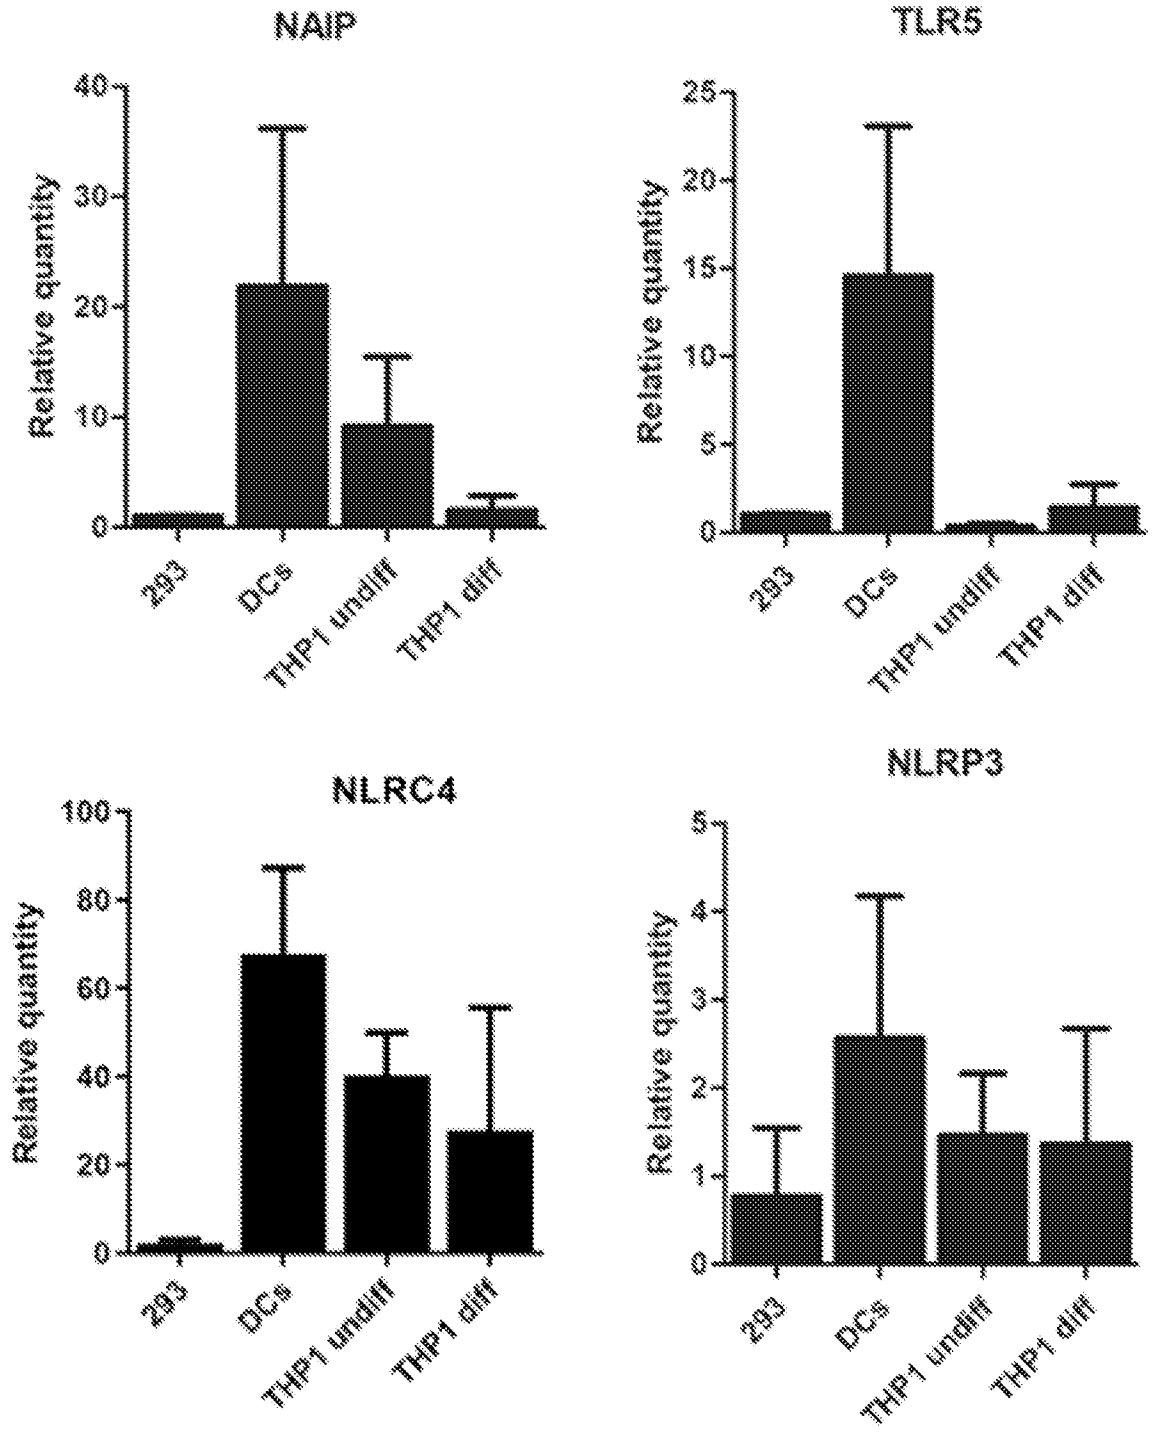 NAIP
Relative quantity
40
30
20
10
0
293
DCs
THP1 undiff
THP1 diff
TLR5
Relative quantity
25
20
15
10
5
0
293
DCs
THP1 undiff
THP1 diff
NLRC4
Relative quantity
100
80
60
40
20
0
293
DCs
THP1 undiff
THP1 diff
NLRP3
Relative quantity
5
4
3
2
1
0
293
DCs
THP1 undiff
THP1 diff